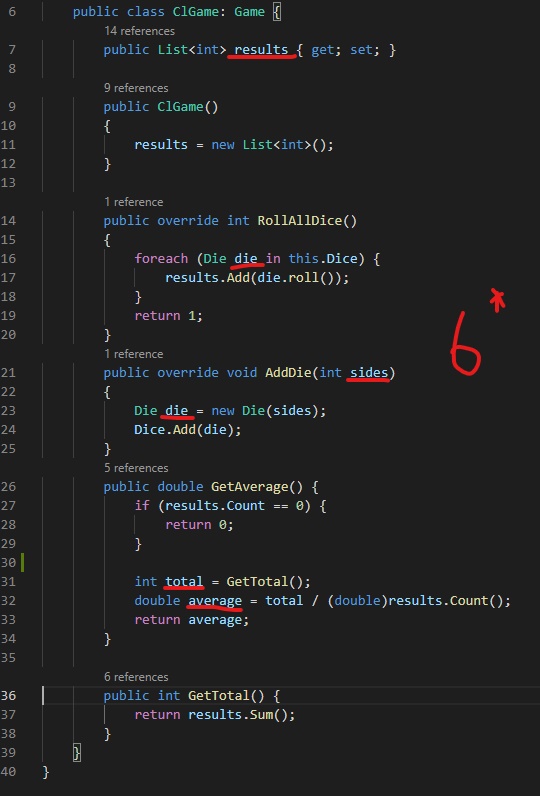 6 public class ClGame: Game {
14 references
7 public List<int> results { get; set; }
8
9 references
9 public ClGame()
10 {
11 results = new List<int>();
12 }
13
1 reference
14 public override int RollAllDice()
15 {
16 foreach (Die die in this.Dice) {
17 results.Add(die.roll());
18 }
19 return 1;
20 }
1 reference
21 public override void AddDie(int sides)
22 {
23 Die die = new Die(sides);
24 Dice.Add(die);
25 }
5 references
26 public double GetAverage() {
27 if (results.Count == 0) {
28 return 0;
29 }
30
31 int total = GetTotal();
32 double average = total / (double)results.Count();
33 return average;
34 }
35
6 references
36 public int GetTotal() {
37 return results.Sum();
38 }
39 }
40 }
6*